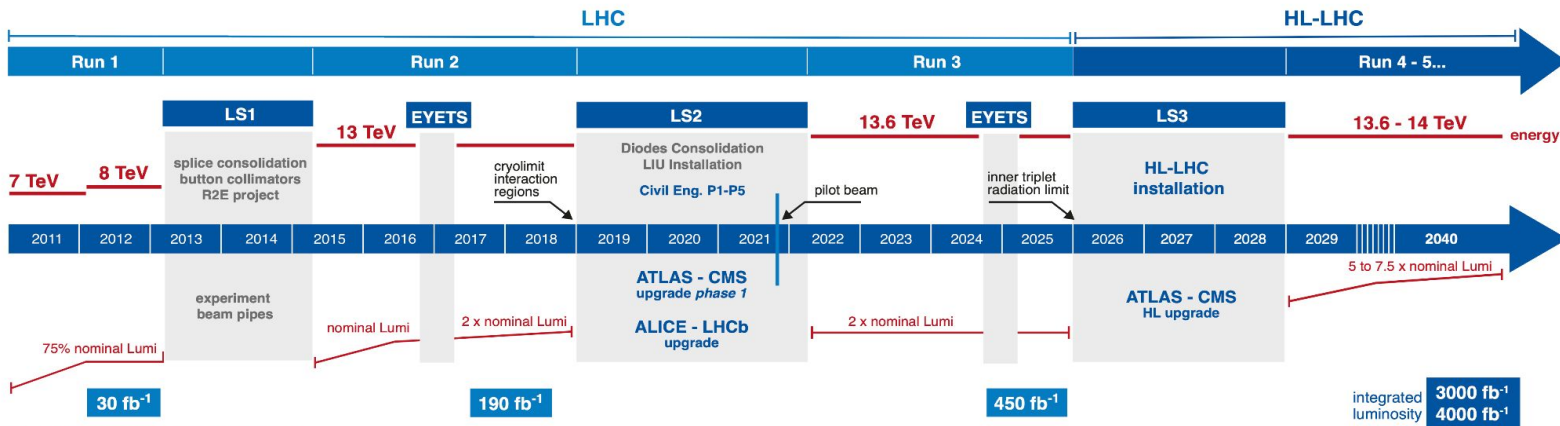 LHC
HL-LHC
Run 1
Run 2
Run 3
Run 4 - 5...
LS1
EYETS
LS2
EYETS
LS3
7 TeV
8 TeV
13 TeV
13.6 TeV
13.6 - 14 TeV
energy
splice consolidation
button collimators
R2E project
cryolimit
interaction
regions
Diodes Consolidation
LIU Installation
Civil Eng. P1-P5
pilot beam
inner triplet
radiation limit
HL-LHC
installation
2011
2012
2013
2014
2015
2016
2017
2018
2019
2020
2021
2022
2023
2024
2025
2026
2027
2028
2029
2040
experiment
beam pipes
ATLAS - CMS
upgrade phase 1
ALICE - LHCb
upgrade
ATLAS - CMS
HL upgrade
75% nominal Lumi
nominal Lumi
2 x nominal Lumi
2 x nominal Lumi
5 to 7.5 x nominal Lumi
30 fb⁻¹
190 fb⁻¹
450 fb⁻¹
integrated
luminosity
3000 fb⁻¹
4000 fb⁻¹